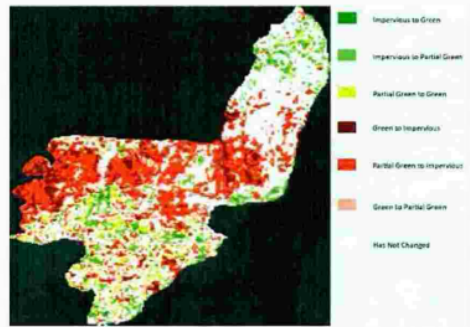 Impervious to Green
Impervious to Partial Green
Partial Green to Green
Green to Impervious
Partial Green to Impervious
Green to Partial Green
Has Not Changed